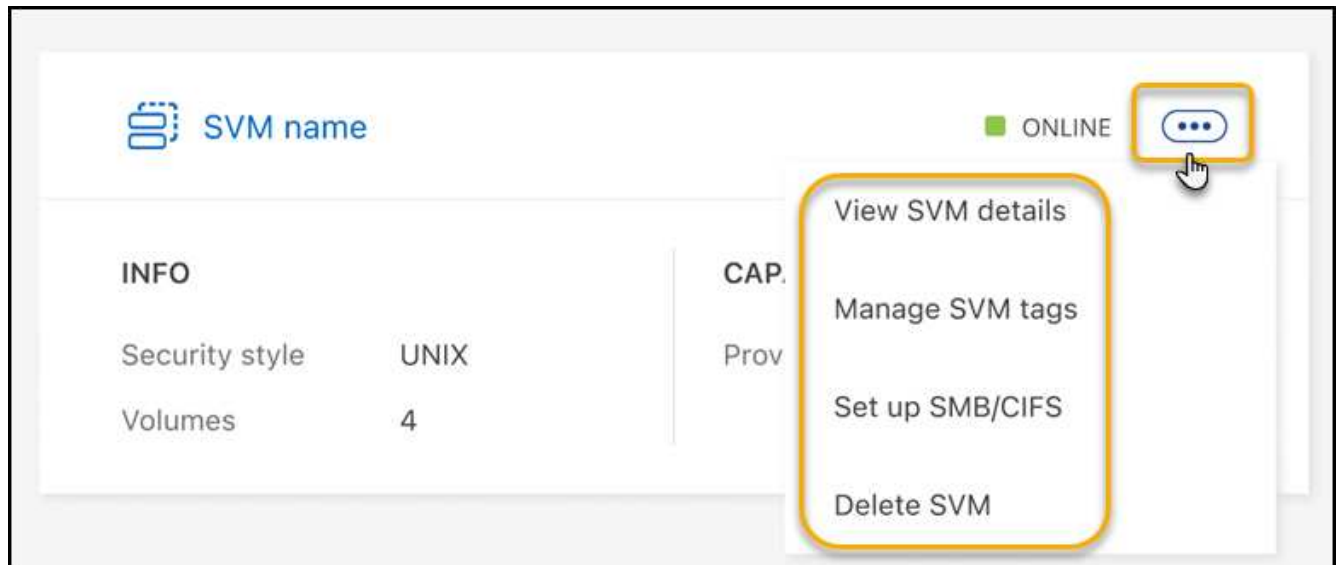 SVM name
ONLINE
View SVM details
INFO
CAP
Manage SVM tags
Security style UNIX
Prov
Set up SMB/CIFS
Volumes 4
Delete SVM